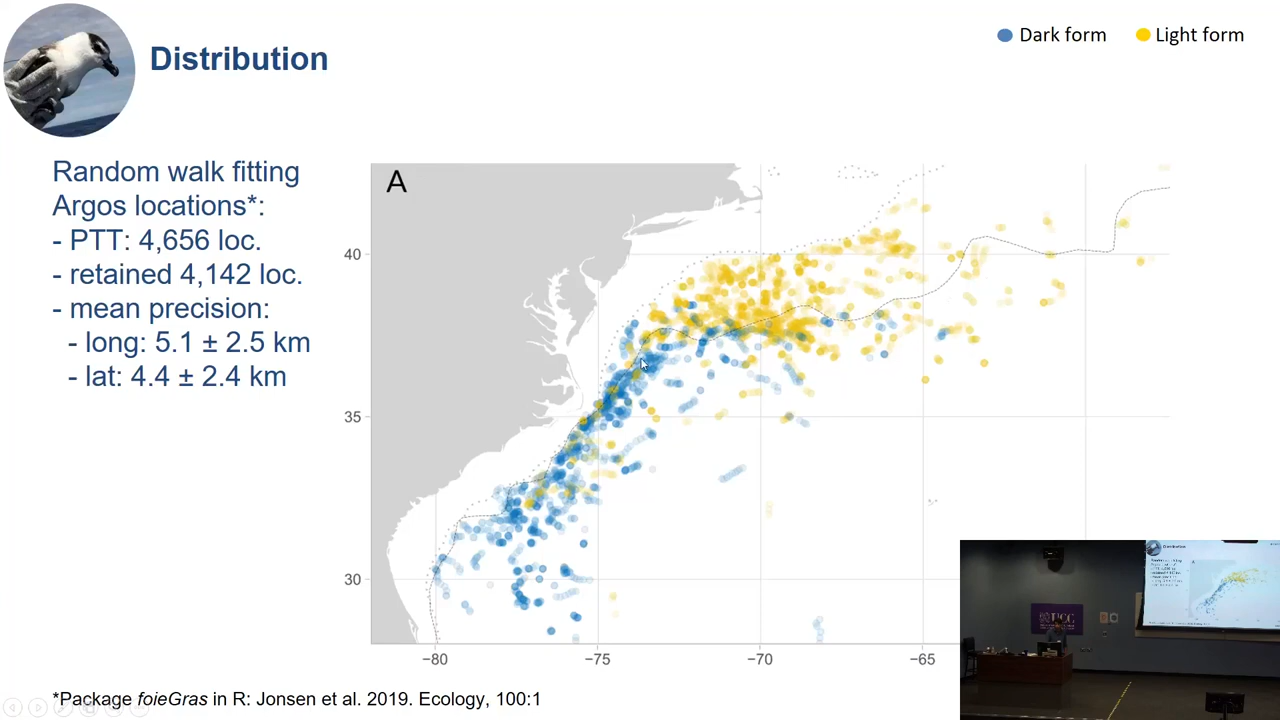 Distribution
Dark form
Light form
Random walk fitting
Argos locations*:
- PTT: 4,656 loc.
- retained 4,142 loc.
- mean precision:
- long: 5.1 ± 2.5 km
- lat: 4.4 ± 2.4 km
A
40
35
30
−80
−75
−70
−65
*Package foieGras in R: Jonsen et al. 2019. Ecology, 100:1
UCC
Distribution